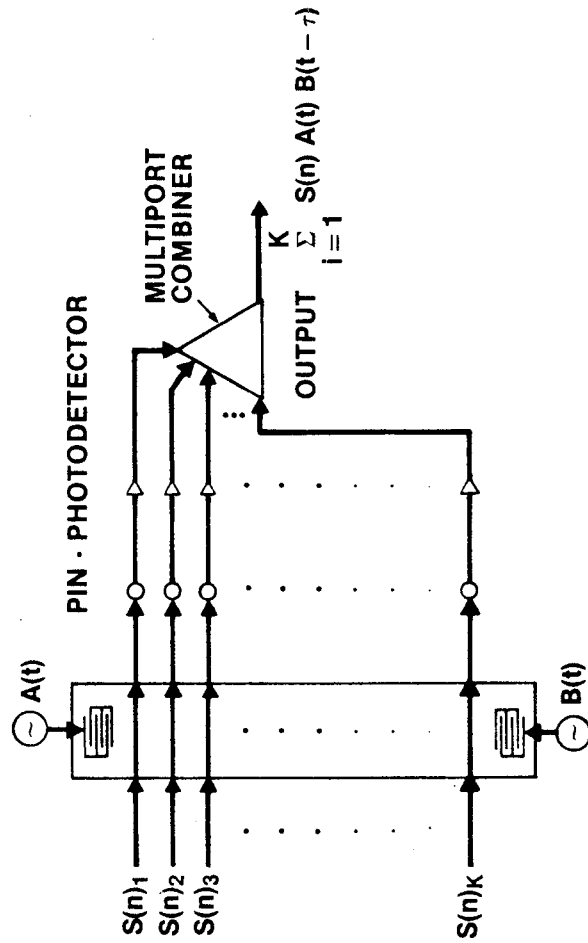 PIN · PHOTODETECTOR
MULTIPORT
COMBINER
~ A(t)
S(n)1
S(n)2
S(n)3
S(n)K
~ B(t)
OUTPUT
K
Σ S(n) A(t) B(t − τ)
i = 1